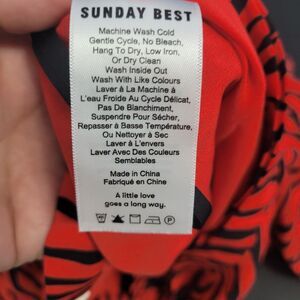 SUNDAY BEST
Machine Wash Cold
Gentle Cycle, No Bleach,
Hang To Dry, Low Iron,
Or Dry Clean
Wash Inside Out
Wash With Like Colours
Laver À La Machine À
L'eau Froide Au Cycle Délicat,
Pas De Blanchiment,
Suspendre Pour Sécher,
Repasser à Basse Température,
Ou Nettoyer à Sec
Laver à L'envers
Laver Avec Des Couleurs
Semblables
Made in China
Fabriqué en Chine
A little love
goes a long way.